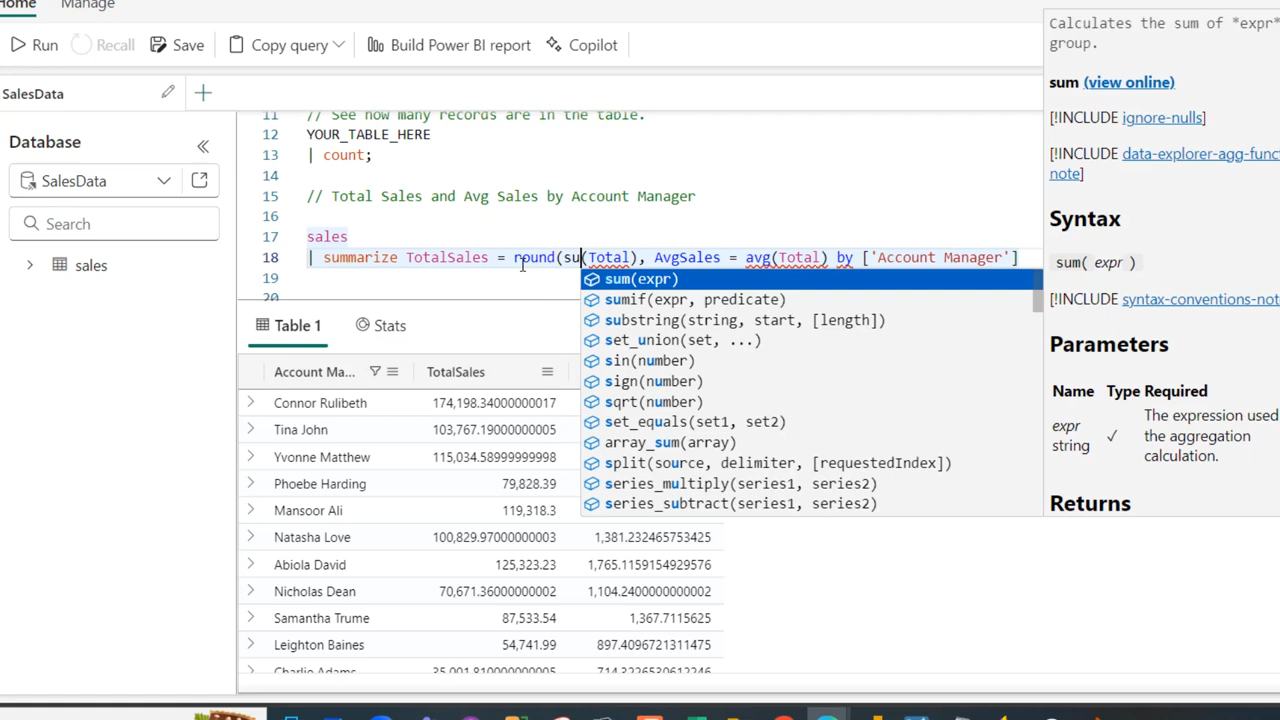 Home Manage
Run Recall Save Copy query Build Power BI report Copilot
SalesData
Database
SalesData
Search
sales
11 // See how many records are in the table.
12 YOUR_TABLE_HERE
13 | count;
14
15 // Total Sales and Avg Sales by Account Manager
16
17 sales
18 | summarize TotalSales = round(su(Total), AvgSales = avg(Total) by ['Account Manager']
19
20
sum(expr)
sumif(expr, predicate)
substring(string, start, [length])
set_union(set, ...)
sin(number)
sign(number)
sqrt(number)
set_equals(set1, set2)
array_sum(array)
split(source, delimiter, [requestedIndex])
series_multiply(series1, series2)
series_subtract(series1, series2)
Calculates the sum of *expr*
group.
sum (view online)
[!INCLUDE ignore-nulls]
[!INCLUDE data-explorer-agg-func
note]
Syntax
sum( expr )
[!INCLUDE syntax-conventions-note
Parameters
Name Type Required
expr
string
✓
The expression used
the aggregation
calculation.
Returns
Table 1 Stats
Account Ma... TotalSales
Connor Rulibeth 174,198.34000000017
Tina John 103,767.19000000005
Yvonne Matthew 115,034.58999999998
Phoebe Harding 79,828.39
Mansoor Ali 119,318.3
Natasha Love 100,829.97000000003 1,381.232465753425
Abiola David 125,323.23 1,765.1159154929576
Nicholas Dean 70,671.36000000002 1,104.2400000000002
Samantha Trume 87,533.54 1,367.7115625
Leighton Baines 54,741.99 897.4096721311475
Charlie Adams 35,001.810000000005 714.3226530612246